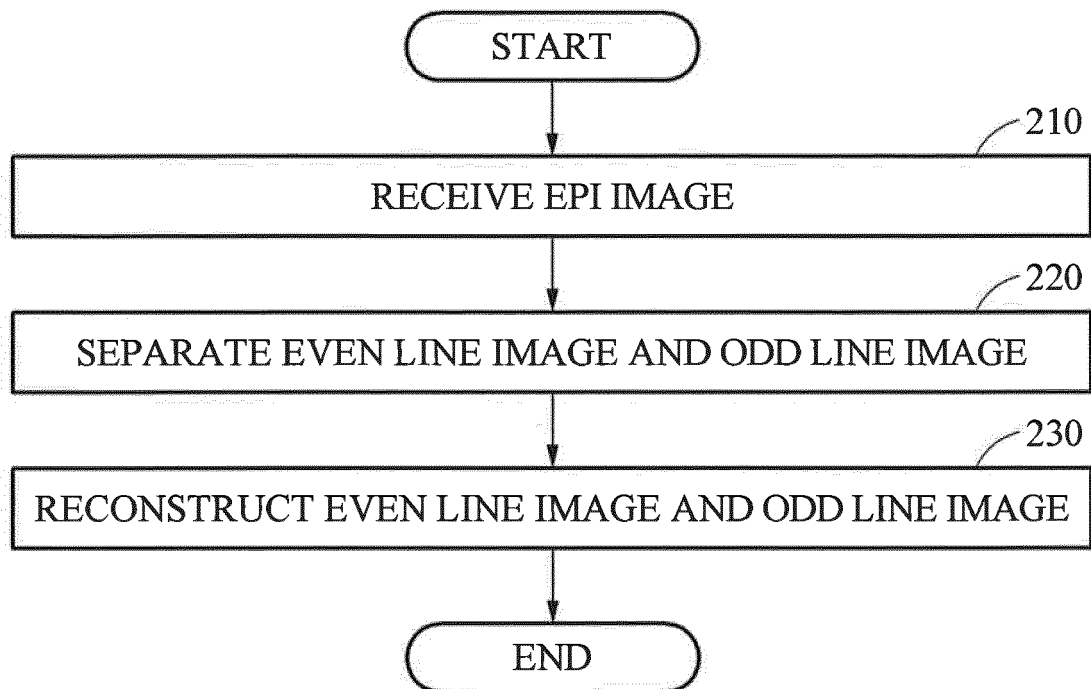 START
210
RECEIVE EPI IMAGE
220
SEPARATE EVEN LINE IMAGE AND ODD LINE IMAGE
230
RECONSTRUCT EVEN LINE IMAGE AND ODD LINE IMAGE
END